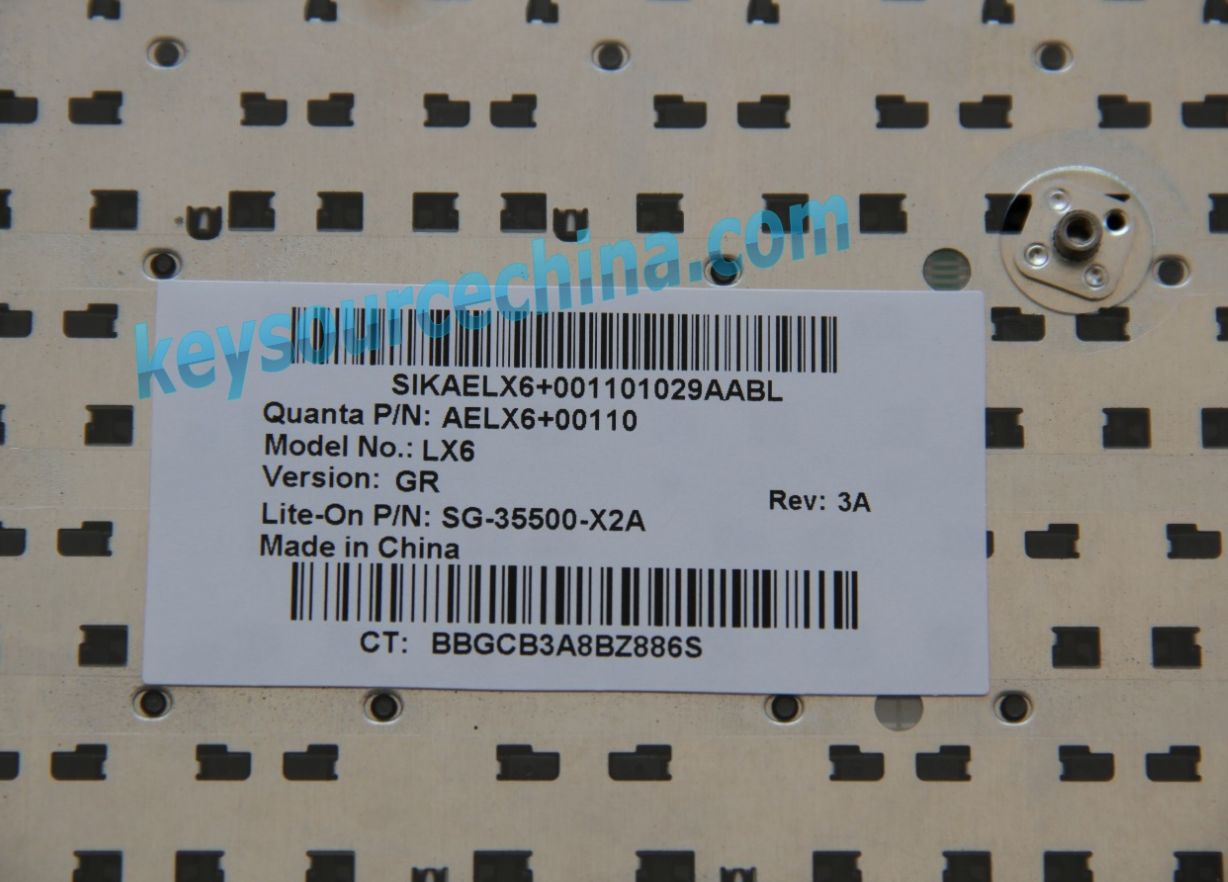 keysourcechina.com
SIKAELX6+001101029AABL
Quanta P/N: AELX6+00110
Model No.: LX6
Version: GR
Rev: 3A
Lite-On P/N: SG-35500-X2A
Made in China
CT: BBGCB3A8BZ886S